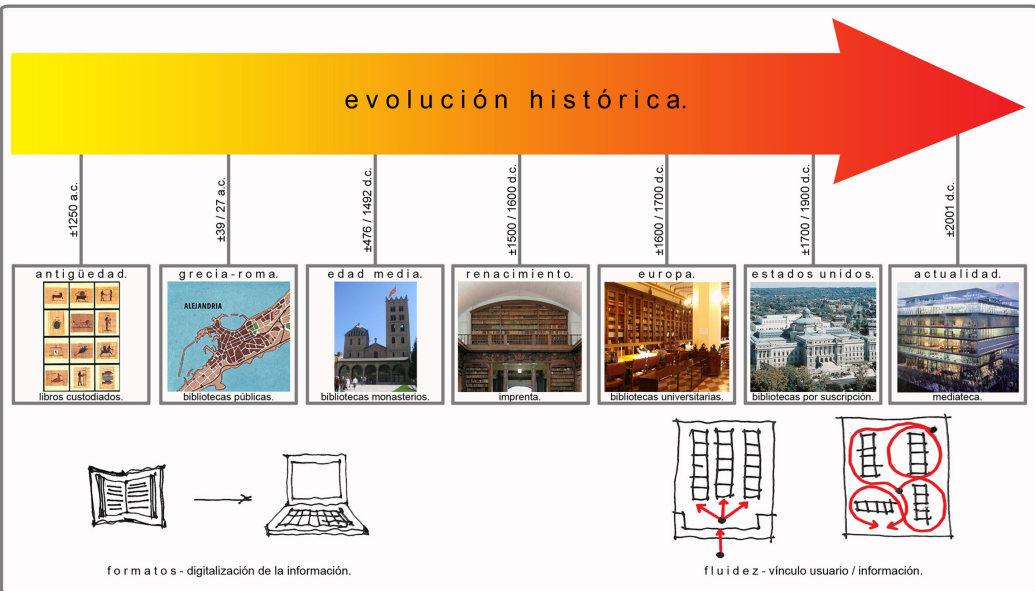 evolución histórica.
±1250 a.c.
±39 / 27 a.c.
±476 / 1492 d.c.
±1500 / 1600 d.c.
±1600 / 1700 d.c.
±1700 / 1900 d.c.
±2001 d.c.
antigüedad.
grecia-roma.
edad media.
renacimiento.
europa.
estados unidos.
actualidad.
ALEJANDRIA
libros custodiados.
bibliotecas públicas.
bibliotecas monasterios.
imprenta.
bibliotecas universitarias.
bibliotecas por suscripción.
mediateca.
formatos - digitalización de la información.
fluidez - vínculo usuario / información.